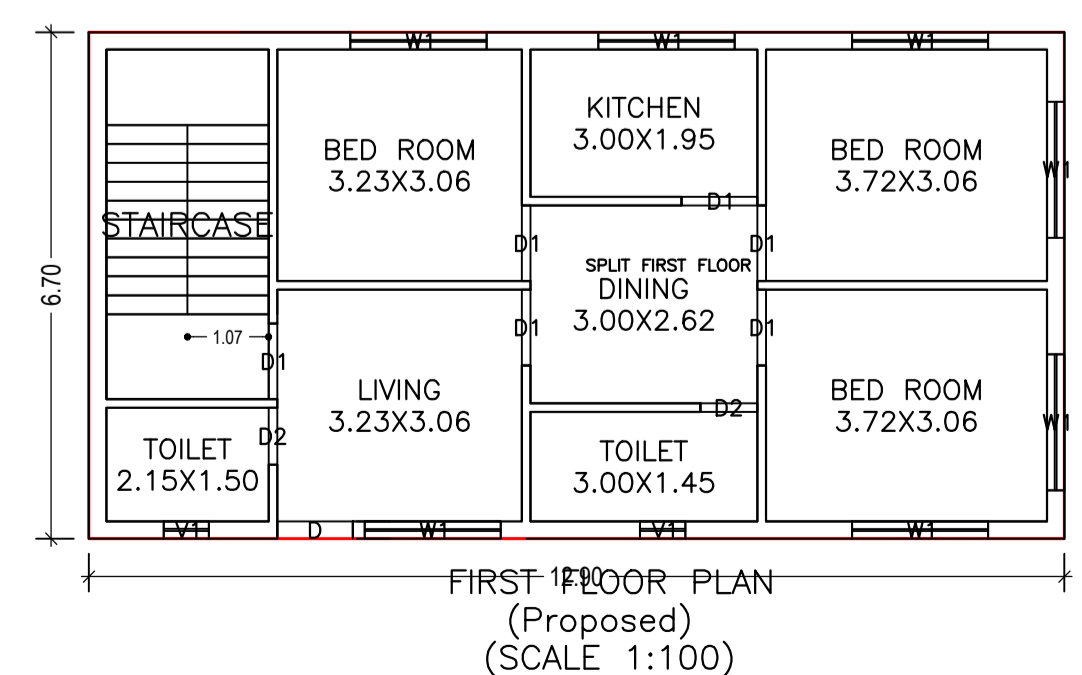 W1
W1
W1
KITCHEN
3.00X1.95
BED ROOM
3.23X3.06
BED ROOM
3.72X3.06
W1
D1
STAIRCASE
D1
D1
SPLIT FIRST FLOOR
DINING
3.00X2.62
6.70
1.07
D1
D1
D1
LIVING
3.23X3.06
BED ROOM
3.72X3.06
D2
W1
D2
TOILET
2.15X1.50
TOILET
3.00X1.45
V1
D
W1
V1
W1
12.90
FIRST FLOOR PLAN
(Proposed)
(SCALE 1:100)